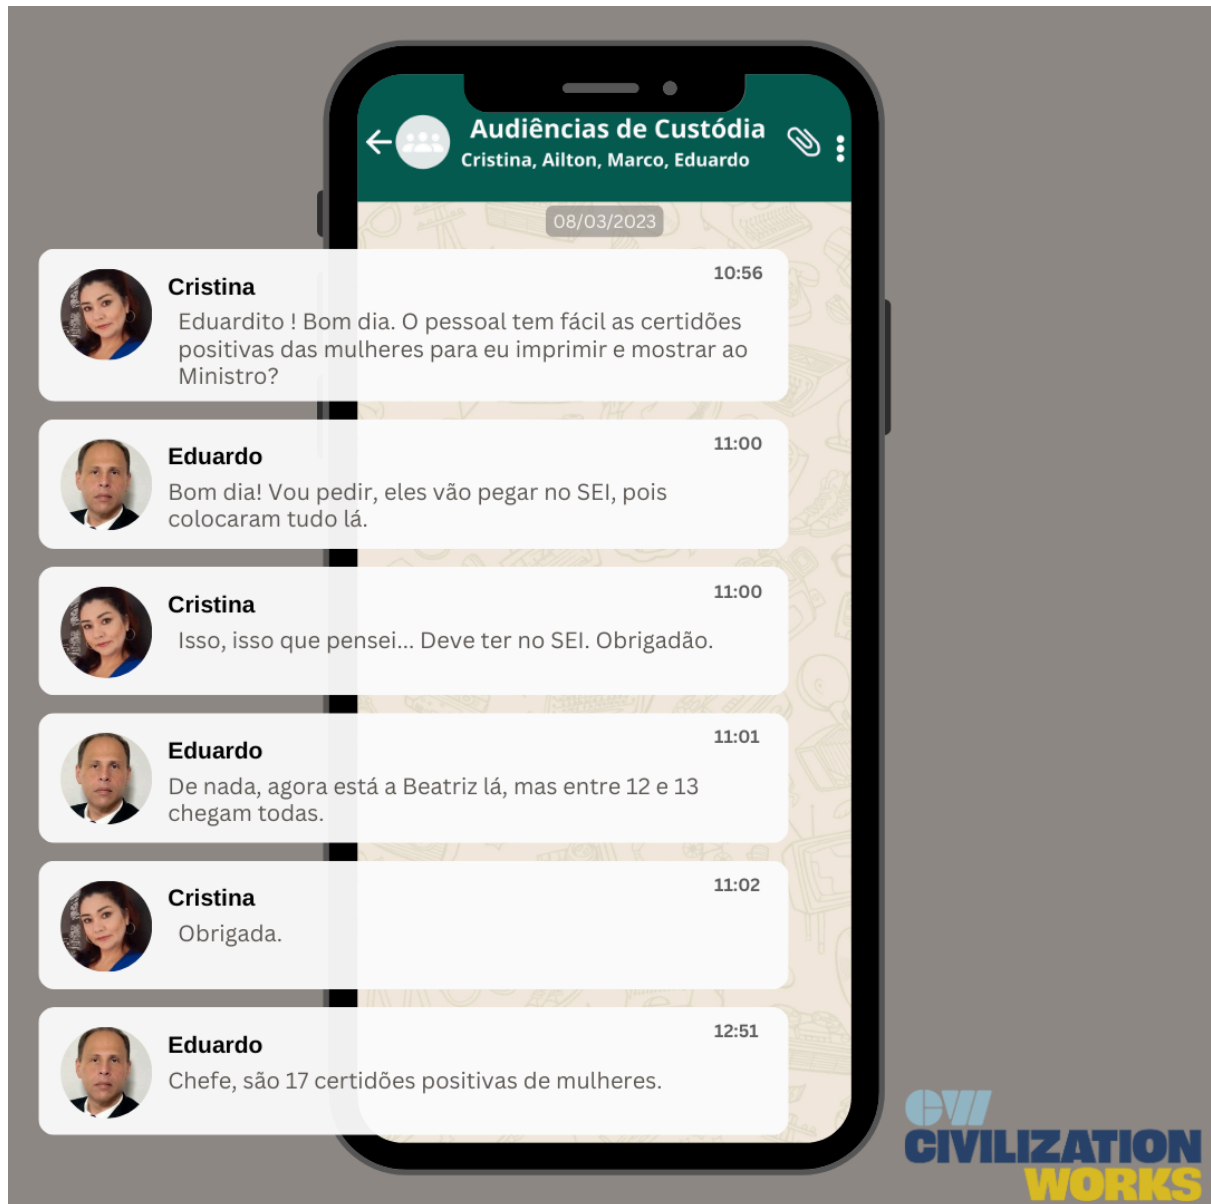 Audiências de Custódia
Cristina, Ailton, Marco, Eduardo
08/03/2023
Cristina
10:56
Eduardito ! Bom dia. O pessoal tem fácil as certidões
positivas das mulheres para eu imprimir e mostrar ao
Ministro?
Eduardo
11:00
Bom dia! Vou pedir, eles vão pegar no SEI, pois
colocaram tudo lá.
Cristina
11:00
Isso, isso que pensei... Deve ter no SEI. Obrigadão.
Eduardo
11:01
De nada, agora está a Beatriz lá, mas entre 12 e 13
chegam todas.
Cristina
11:02
Obrigada.
Eduardo
12:51
Chefe, são 17 certidões positivas de mulheres.
CW
CIVILIZATION
WORKS